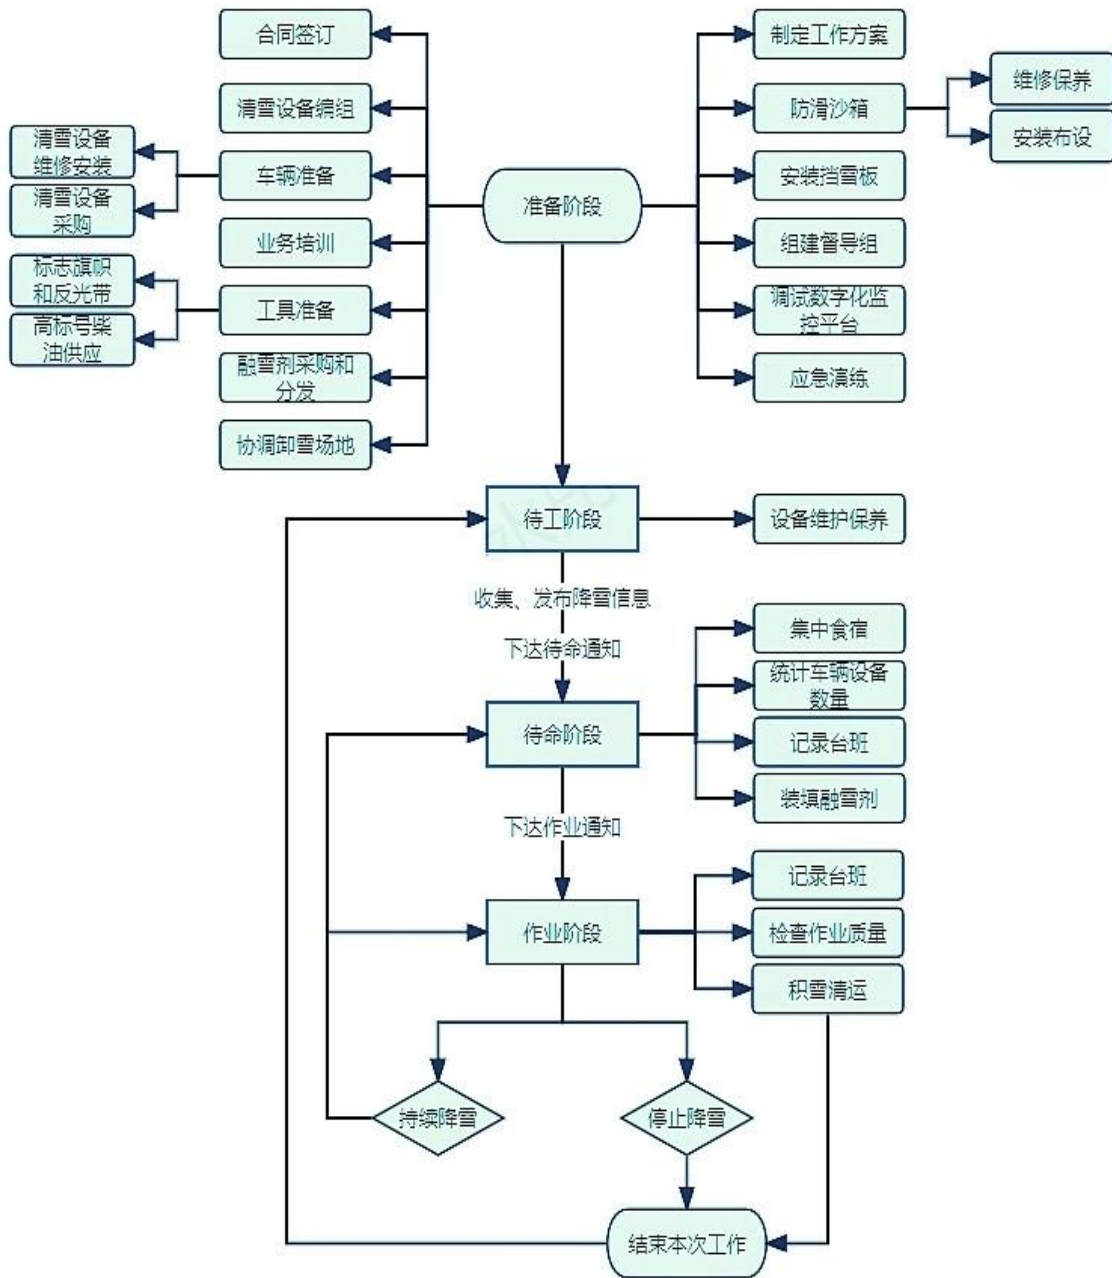 合同签订
清雪设备编组
清雪设备
维修安装
车辆准备
清雪设备
采购
业务培训
标志旗帜
和反光带
工具准备
高标号柴
油供应
融雪剂采购和
分发
协调卸雪场地
准备阶段
制定工作方案
防滑沙箱
维修保养
安装布设
安装挡雪板
组建督导组
调试数字化监
控平台
应急演练
待工阶段
设备维护保养
收集、发布降雪信息
下达待命通知
待命阶段
集中食宿
统计车辆设备
数量
记录台班
装填融雪剂
下达作业通知
作业阶段
记录台班
检查作业质量
积雪清运
持续降雪
停止降雪
结束本次工作